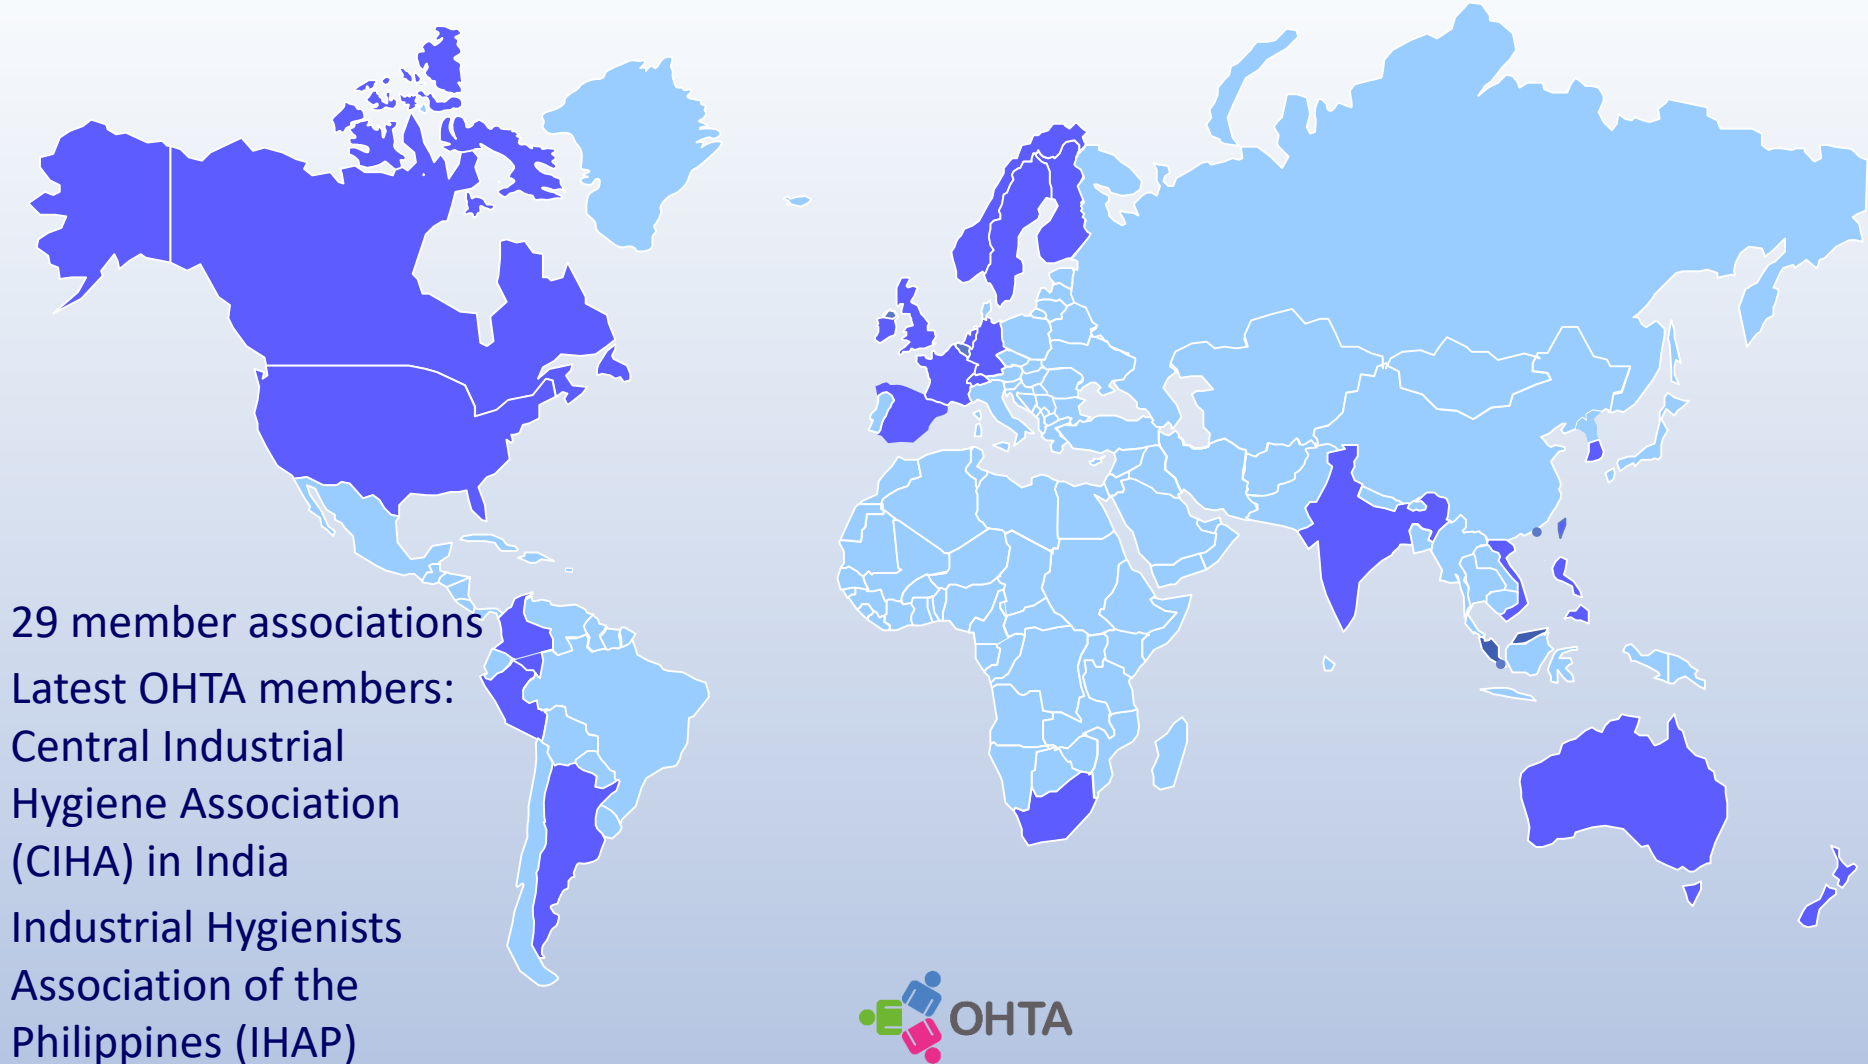 29 member associations
Latest OHTA members:
Central Industrial
Hygiene Association
(CIHA) in India
Industrial Hygienists
Association of the
Philippines (IHAP)
OHTA